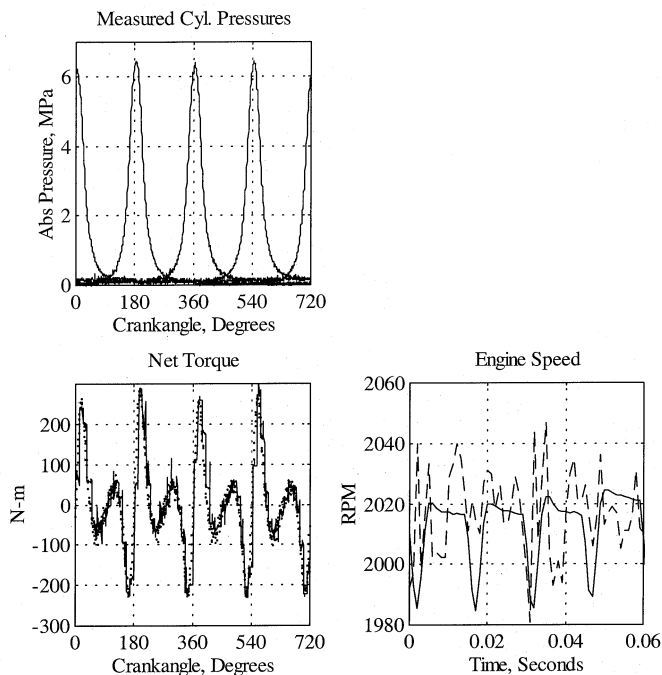 Measured Cyl. Pressures
Abs Pressure, MPa
6
4
2
0
0 180 360 540 720
Crankangle, Degrees
Net Torque
N-m
200
100
0
-100
-200
-300
0 180 360 540 720
Crankangle, Degrees
Engine Speed
RPM
2060
2040
2020
2000
1980
0 0.02 0.04 0.06
Time, Seconds